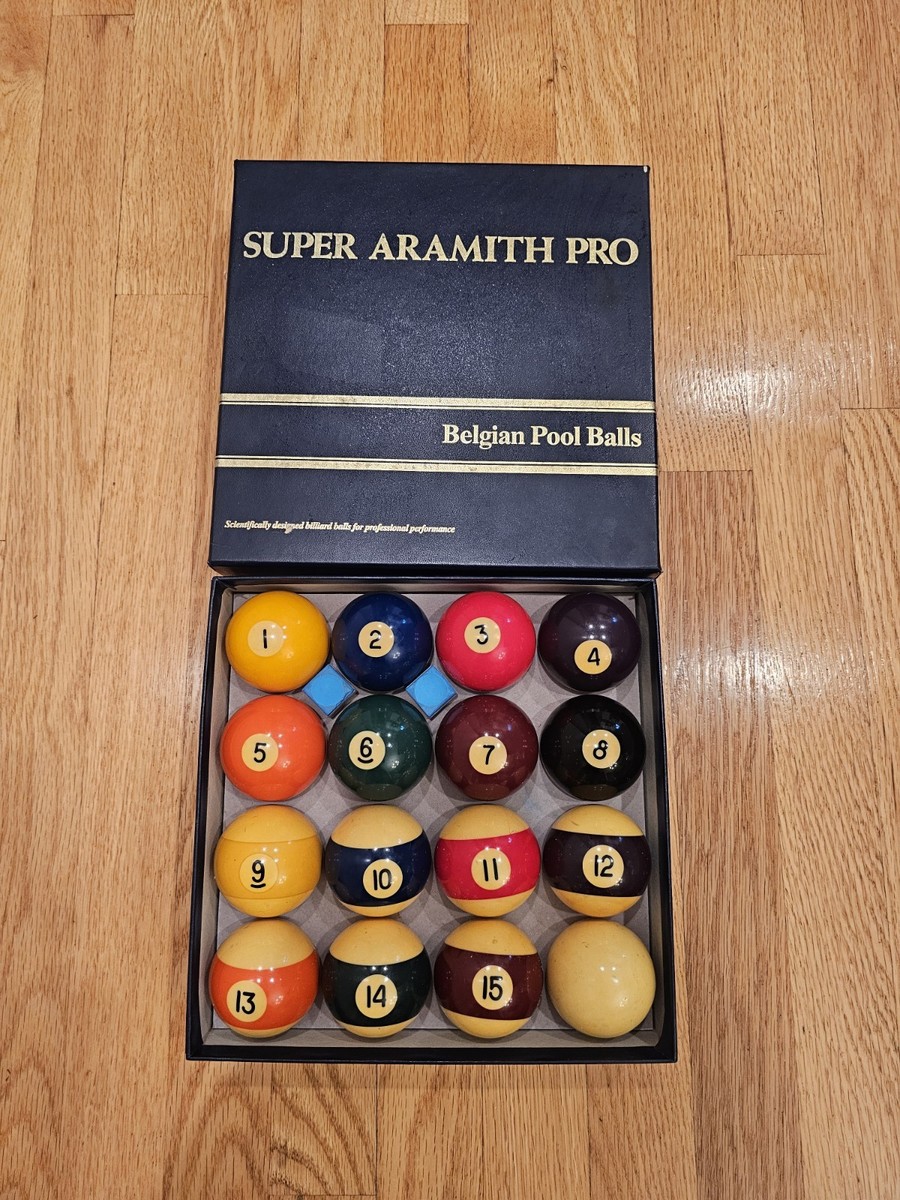 SUPER ARAMITH PRO
Belgian Pool Balls
Scientifically designed billiard balls for professional performance
1 2 3 4
5 6 7 8
9 10 11 12
13 14 15